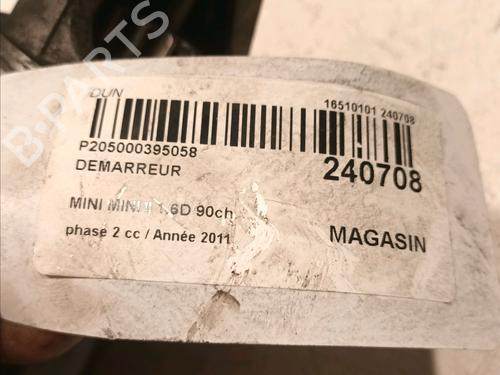 DUN
16510101 240708
P205000395058
240708
DEMARREUR
MINI MINI 1.6D 90ch
phase 2 cc / Année 2011
MAGASIN
B-PARTS